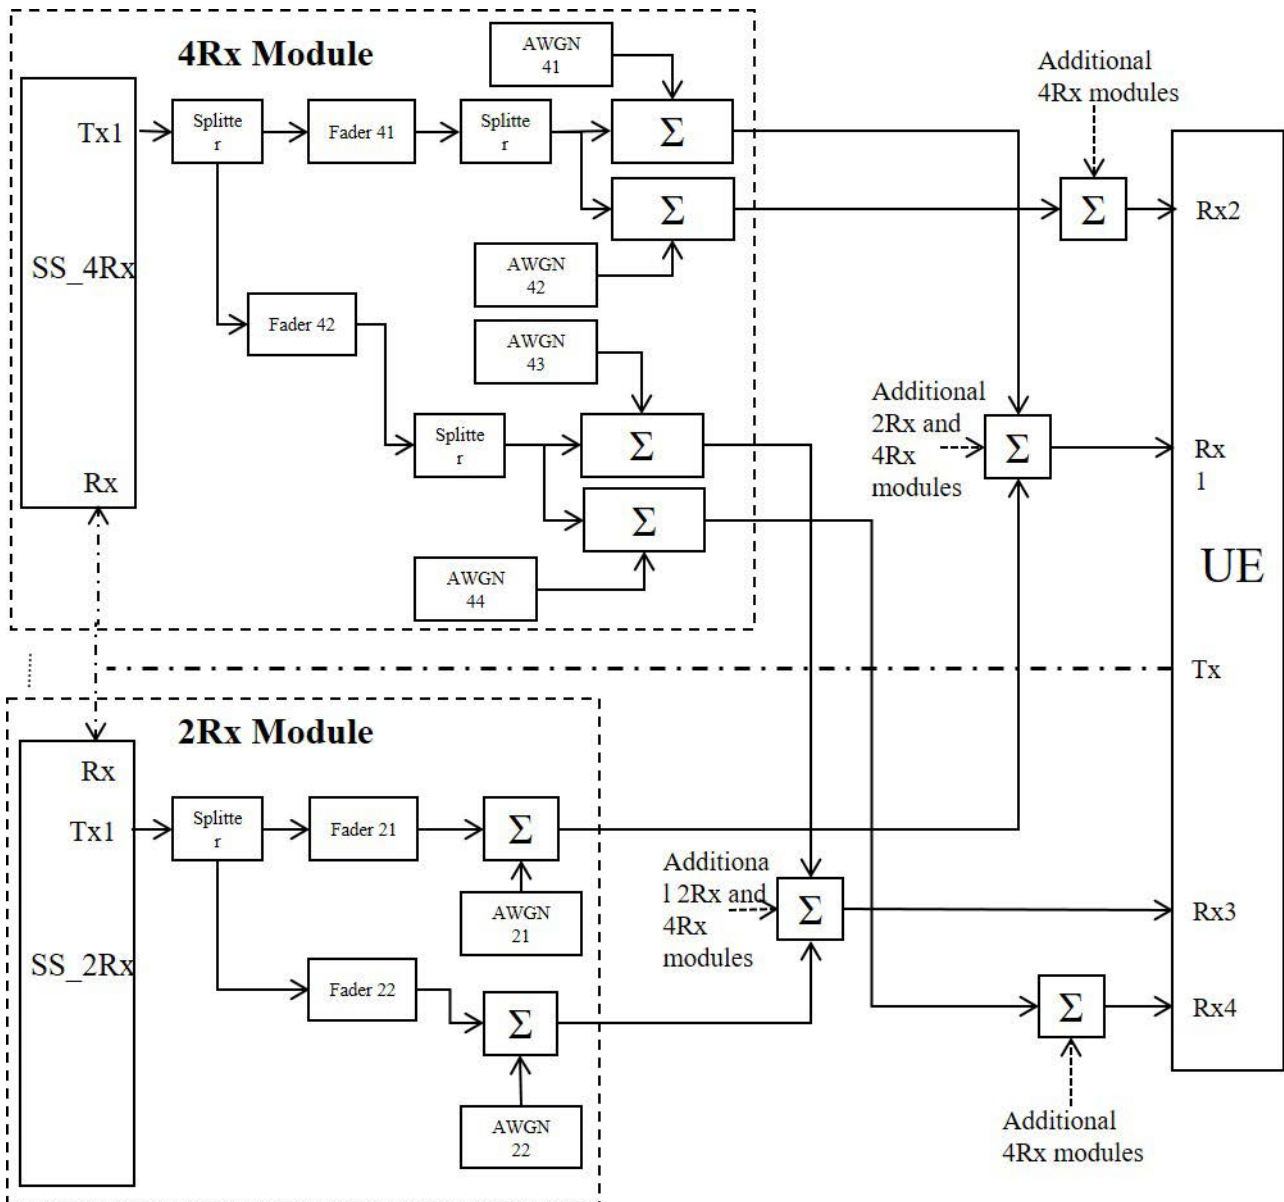 4Rx Module
AWGN
41
Additional
4Rx modules
Tx1
Splitte
r
Fader 41
Splitte
r
Σ
Σ
Σ
Rx2
SS_4Rx
AWGN
42
Fader 42
AWGN
43
Additional
2Rx and
4Rx
modules
Splitte
r
Σ
Σ
Rx
1
Rx
Σ
UE
AWGN
44
Tx
2Rx Module
Rx
Tx1
Splitte
r
Fader 21
Σ
Additiona
l 2Rx and
4Rx
modules
AWGN
21
Σ
Rx3
SS_2Rx
Fader 22
Σ
Σ
Rx4
AWGN
22
Additional
4Rx modules